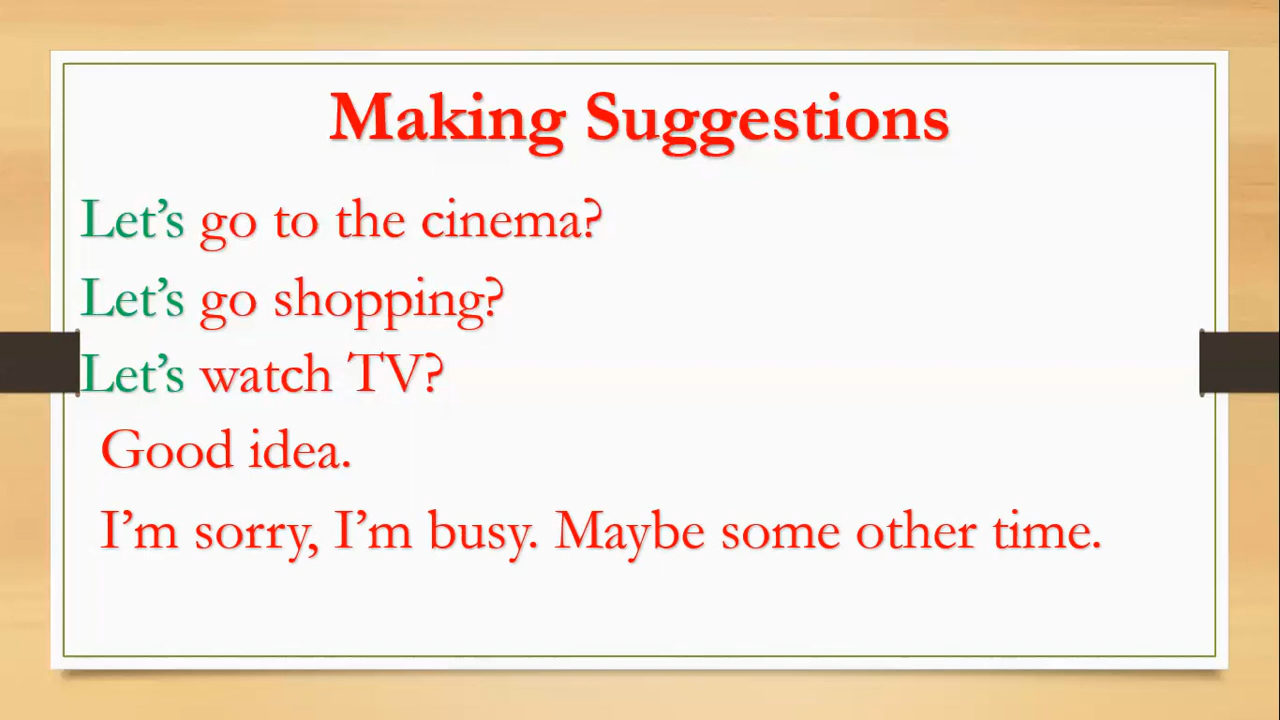 Making Suggestions
Let’s go to the cinema?
Let’s go shopping?
Let’s watch TV?
Good idea.
I’m sorry, I’m busy. Maybe some other time.